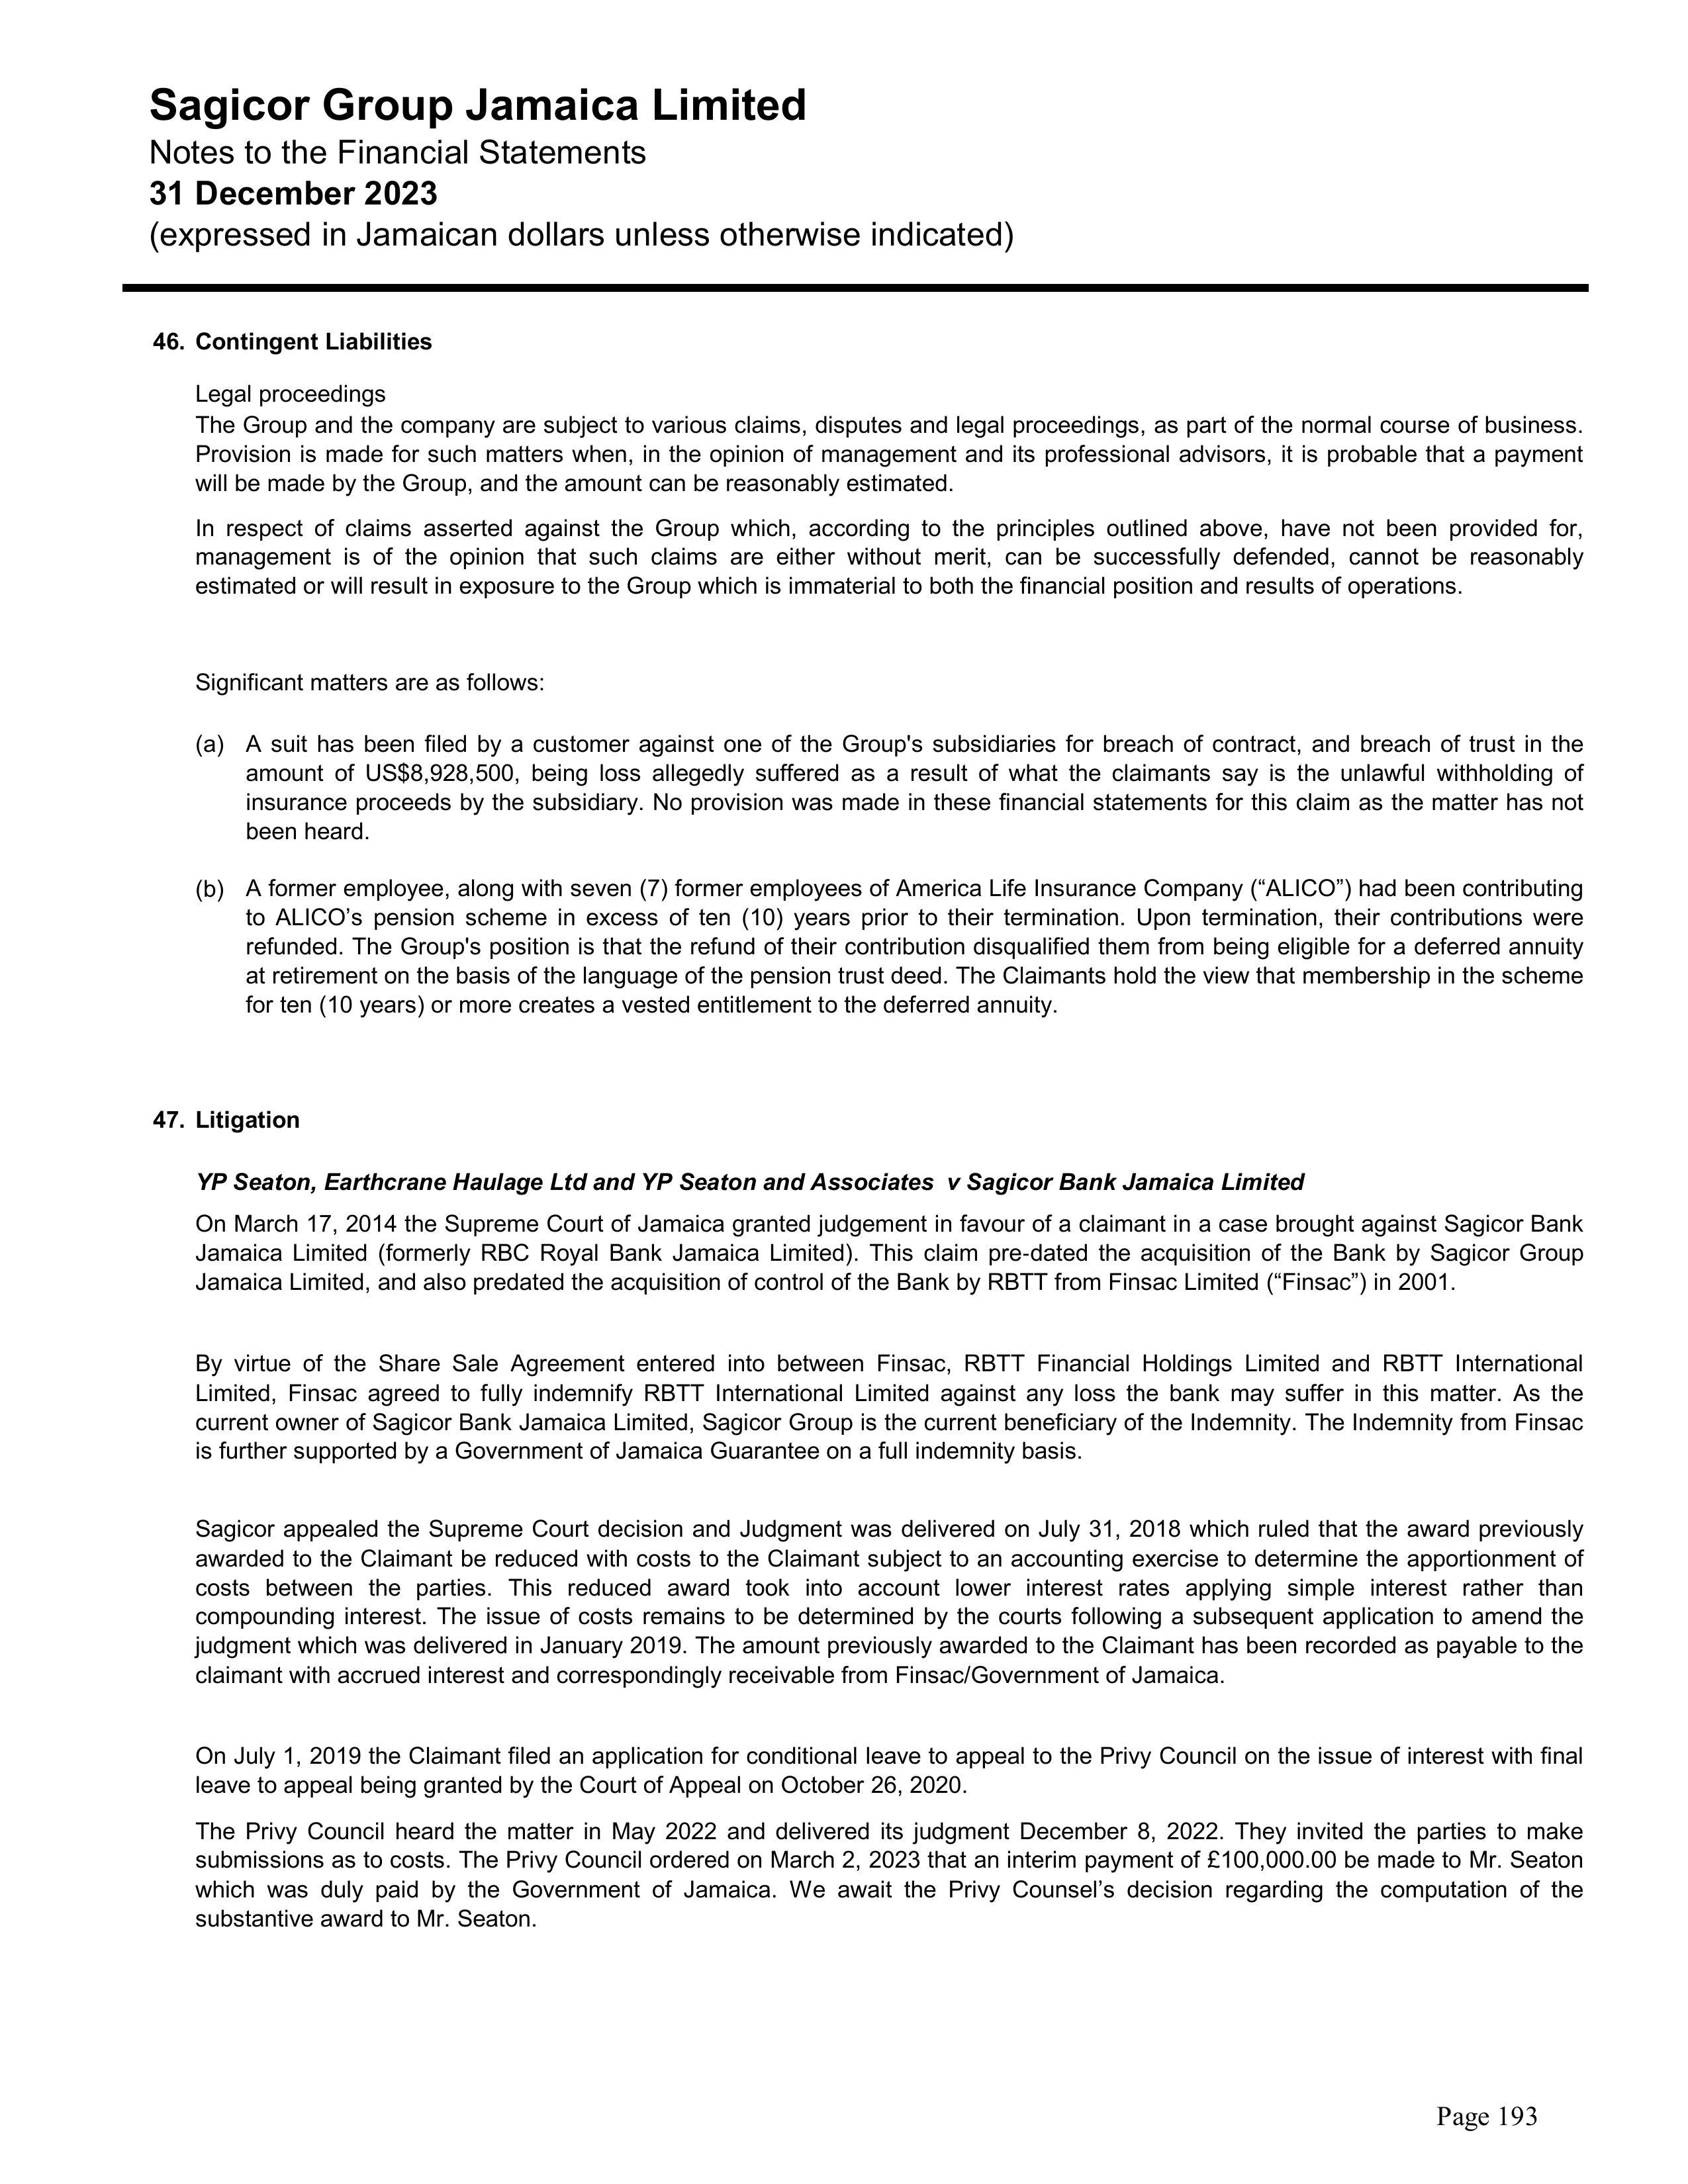 Sagicor Group Jamaica Limited
Notes to the Financial Statements
31 December 2023
(expressed in Jamaican dollars unless otherwise indicated)
46. Contingent Liabilities
Legal proceedings
The Group and the company are subject to various claims, disputes and legal proceedings, as part of the normal course of business.
Provision is made for such matters when, in the opinion of management and its professional advisors, it is probable that a payment
will be made by the Group, and the amount can be reasonably estimated.
In respect of claims asserted against the Group which, according to the principles outlined above, have not been provided for,
management is of the opinion that such claims are either without merit, can be successfully defended, cannot be reasonably
estimated or will result in exposure to the Group which is immaterial to both the financial position and results of operations.
Significant matters are as follows:
(a) A suit has been filed by a customer against one of the Group's subsidiaries for breach of contract, and breach of trust in the
amount of US$8,928,500, being loss allegedly suffered as a result of what the claimants say is the unlawful withholding of
insurance proceeds by the subsidiary. No provision was made in these financial statements for this claim as the matter has not
been heard.
(b) A former employee, along with seven (7) former employees of America Life Insurance Company (“ALICO”) had been contributing
to ALICO’s pension scheme in excess of ten (10) years prior to their termination. Upon termination, their contributions were
refunded. The Group's position is that the refund of their contribution disqualified them from being eligible for a deferred annuity
at retirement on the basis of the language of the pension trust deed. The Claimants hold the view that membership in the scheme
for ten (10 years) or more creates a vested entitlement to the deferred annuity.
47. Litigation
YP Seaton, Earthcrane Haulage Ltd and YP Seaton and Associates v Sagicor Bank Jamaica Limited
On March 17, 2014 the Supreme Court of Jamaica granted judgement in favour of a claimant in a case brought against Sagicor Bank
Jamaica Limited (formerly RBC Royal Bank Jamaica Limited). This claim pre-dated the acquisition of the Bank by Sagicor Group
Jamaica Limited, and also predated the acquisition of control of the Bank by RBTT from Finsac Limited (“Finsac”) in 2001.
By virtue of the Share Sale Agreement entered into between Finsac, RBTT Financial Holdings Limited and RBTT International
Limited, Finsac agreed to fully indemnify RBTT International Limited against any loss the bank may suffer in this matter. As the
current owner of Sagicor Bank Jamaica Limited, Sagicor Group is the current beneficiary of the Indemnity. The Indemnity from Finsac
is further supported by a Government of Jamaica Guarantee on a full indemnity basis.
Sagicor appealed the Supreme Court decision and Judgment was delivered on July 31, 2018 which ruled that the award previously
awarded to the Claimant be reduced with costs to the Claimant subject to an accounting exercise to determine the apportionment of
costs between the parties. This reduced award took into account lower interest rates applying simple interest rather than
compounding interest. The issue of costs remains to be determined by the courts following a subsequent application to amend the
judgment which was delivered in January 2019. The amount previously awarded to the Claimant has been recorded as payable to the
claimant with accrued interest and correspondingly receivable from Finsac/Government of Jamaica.
On July 1, 2019 the Claimant filed an application for conditional leave to appeal to the Privy Council on the issue of interest with final
leave to appeal being granted by the Court of Appeal on October 26, 2020.
The Privy Council heard the matter in May 2022 and delivered its judgment December 8, 2022. They invited the parties to make
submissions as to costs. The Privy Council ordered on March 2, 2023 that an interim payment of £100,000.00 be made to Mr. Seaton
which was duly paid by the Government of Jamaica. We await the Privy Counsel’s decision regarding the computation of the
substantive award to Mr. Seaton.
Page 193